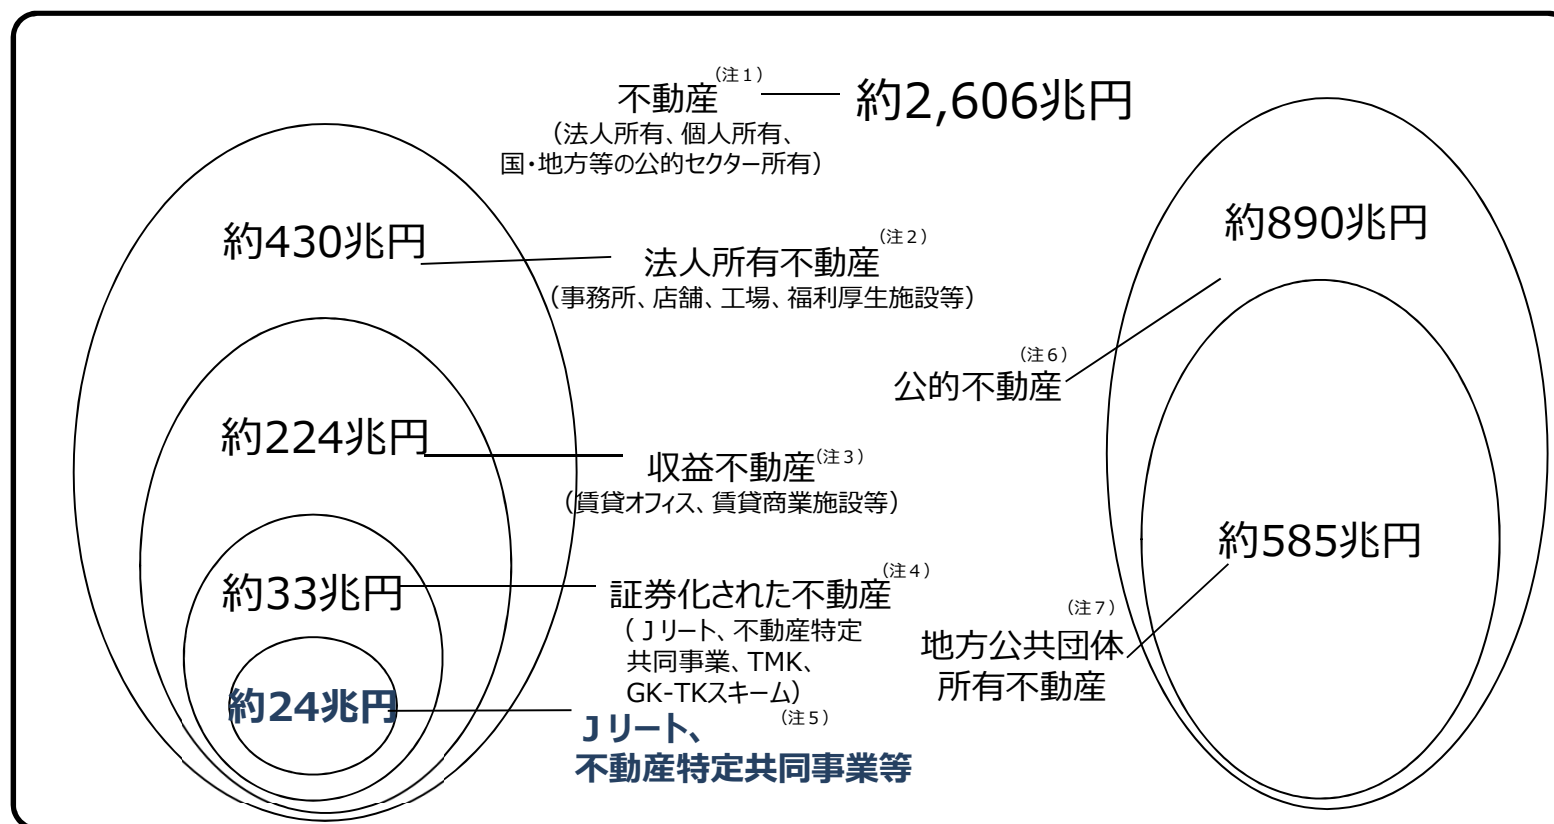 不動産(注1) 約2,606兆円
(法人所有、個人所有、
国・地方等の公的セクター所有)
約430兆円
法人所有不動産(注2)
(事務所、店舗、工場、福利厚生施設等)
約224兆円
収益不動産(注3)
(賃貸オフィス、賃貸商業施設等)
約33兆円
証券化された不動産(注4)
(Jリート、不動産特定
共同事業、TMK、
GK-TKスキーム)
約24兆円
Jリート、(注5)
不動産特定共同事業等
約890兆円
公的不動産(注6)
約585兆円
(注7)
地方公共団体
所有不動産